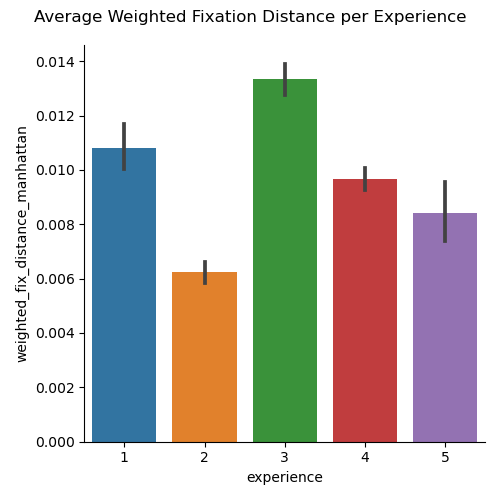 Average Weighted Fixation Distance per Experience
0.014
0.012
0.010
0.008
0.006
0.004
0.002
0.000
weighted_fix_distance_manhattan
1 2 3 4 5
experience